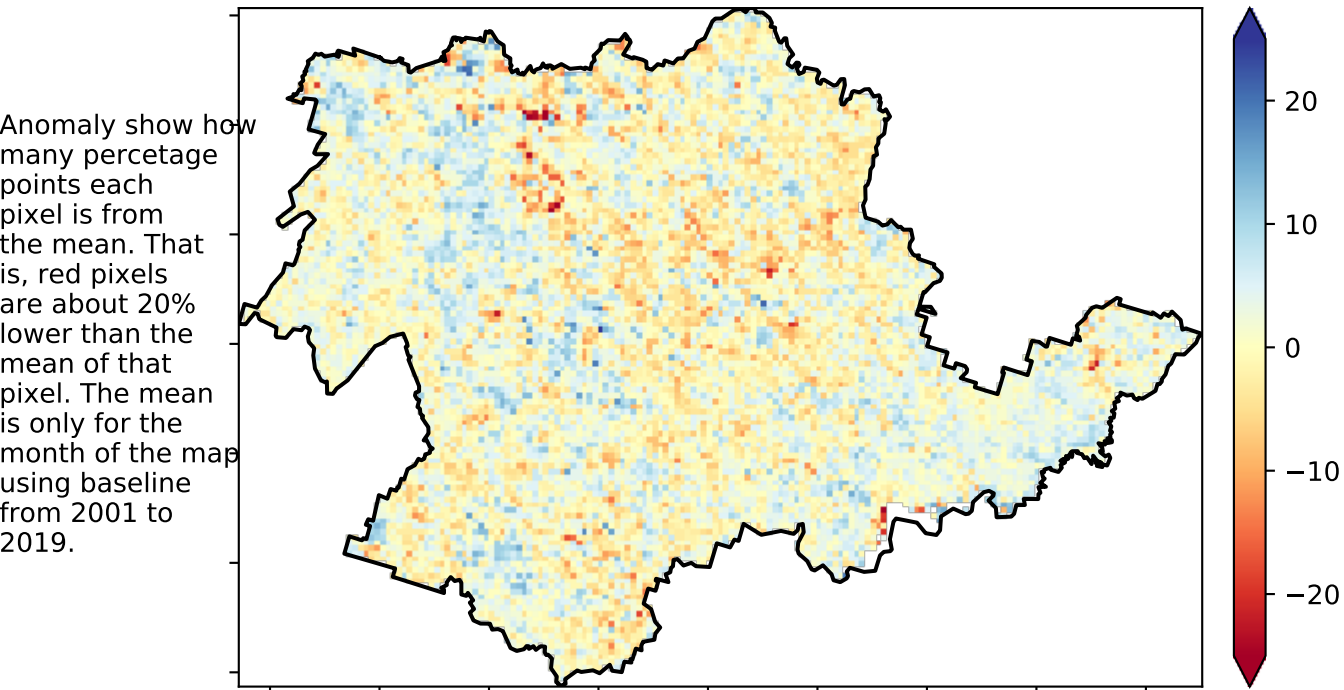 Anomaly show how
many percetage
points each
pixel is from
the mean. That
is, red pixels
are about 20%
lower than the
mean of that
pixel. The mean
is only for the
month of the map
using baseline
from 2001 to
2019.
20
10
0
−10
−20